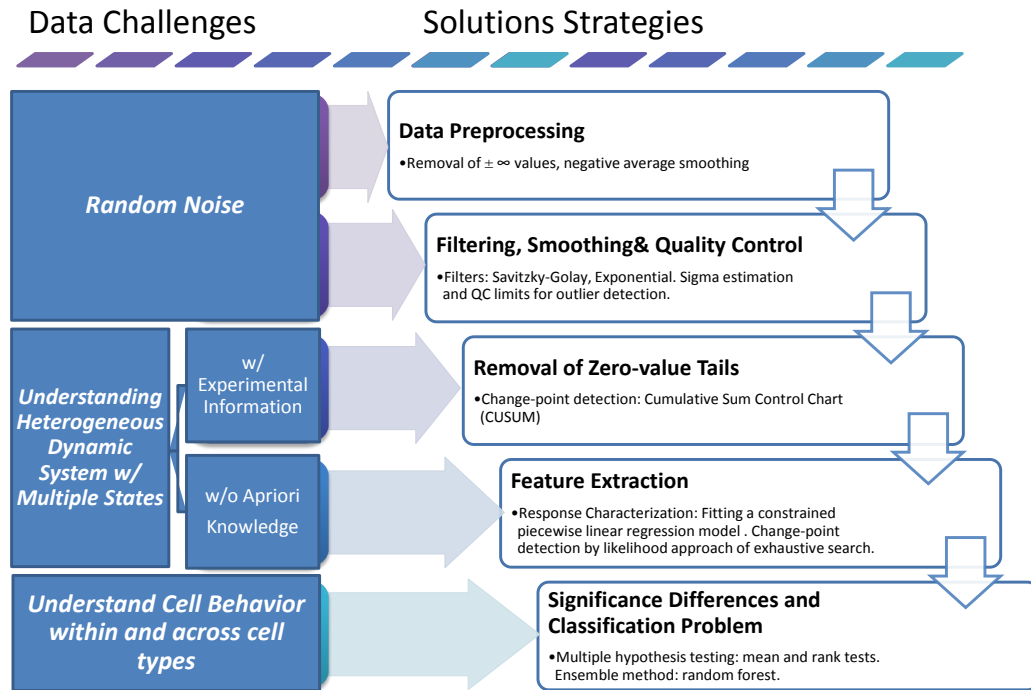 Data Challenges
Solutions Strategies
Random Noise
Data Preprocessing
•Removal of ± ∞ values, negative average smoothing
Filtering, Smoothing& Quality Control
•Filters: Savitzky-Golay, Exponential. Sigma estimation
and QC limits for outlier detection.
Understanding
Heterogeneous
Dynamic
System w/
Multiple States
w/
Experimental
Information
Removal of Zero-value Tails
•Change-point detection: Cumulative Sum Control Chart
(CUSUM)
w/o Apriori
Knowledge
Feature Extraction
•Response Characterization: Fitting a constrained
piecewise linear regression model . Change-point
detection by likelihood approach of exhaustive search.
Understand Cell Behavior
within and across cell
types
Significance Differences and
Classification Problem
•Multiple hypothesis testing: mean and rank tests.
Ensemble method: random forest.